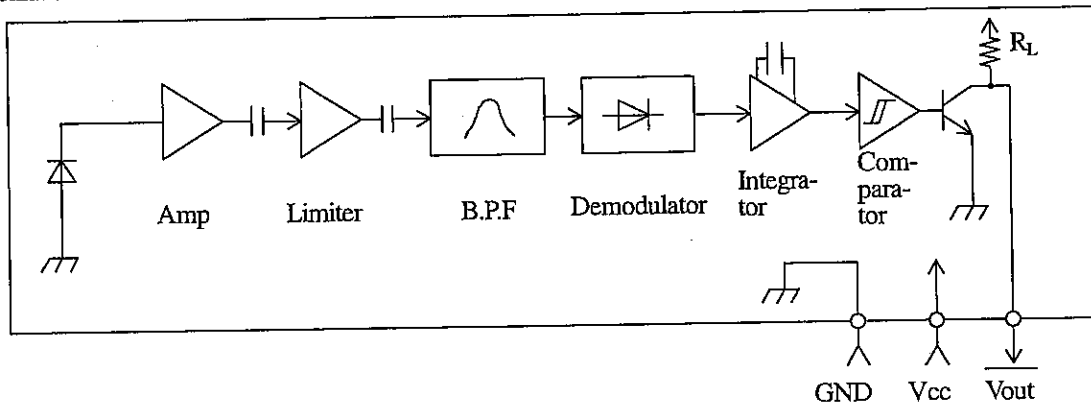 R_L
Amp
Limiter
B.P.F
Demodulator
Integra-
tor
Com-
para-
tor
GND
Vcc
Vout